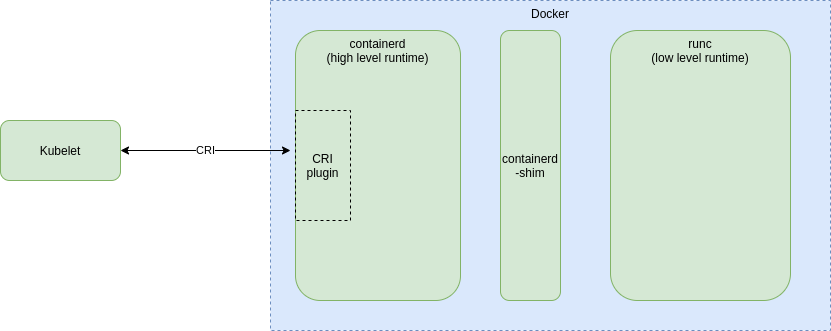 Docker
containerd
(high level runtime)
runc
(low level runtime)
Kubelet
CRI
CRI
plugin
containerd
-shim